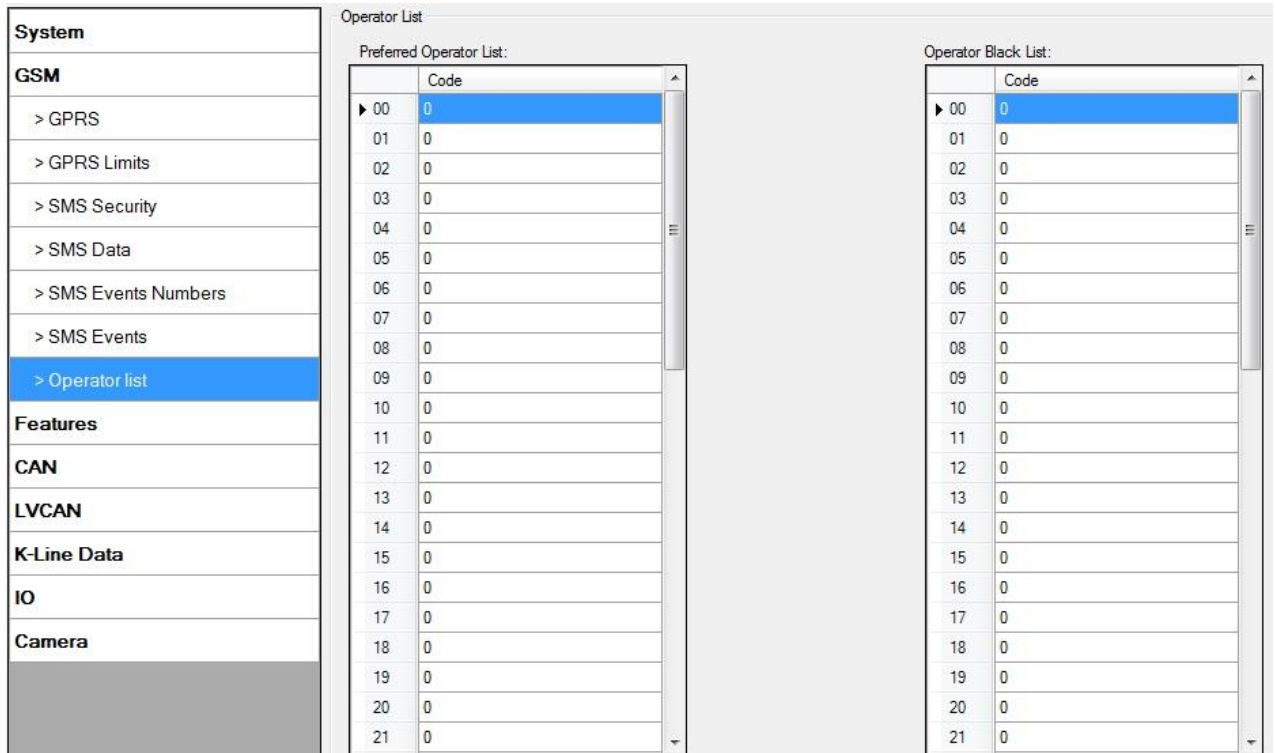 System
GSM
> GPRS
> GPRS Limits
> SMS Security
> SMS Data
> SMS Events Numbers
> SMS Events
> Operator list
Features
CAN
LVCAN
K-Line Data
IO
Camera
Operator List
Preferred Operator List:
Code
00 0
01 0
02 0
03 0
04 0
05 0
06 0
07 0
08 0
09 0
10 0
11 0
12 0
13 0
14 0
15 0
16 0
17 0
18 0
19 0
20 0
21 0
Operator Black List:
Code
00 0
01 0
02 0
03 0
04 0
05 0
06 0
07 0
08 0
09 0
10 0
11 0
12 0
13 0
14 0
15 0
16 0
17 0
18 0
19 0
20 0
21 0